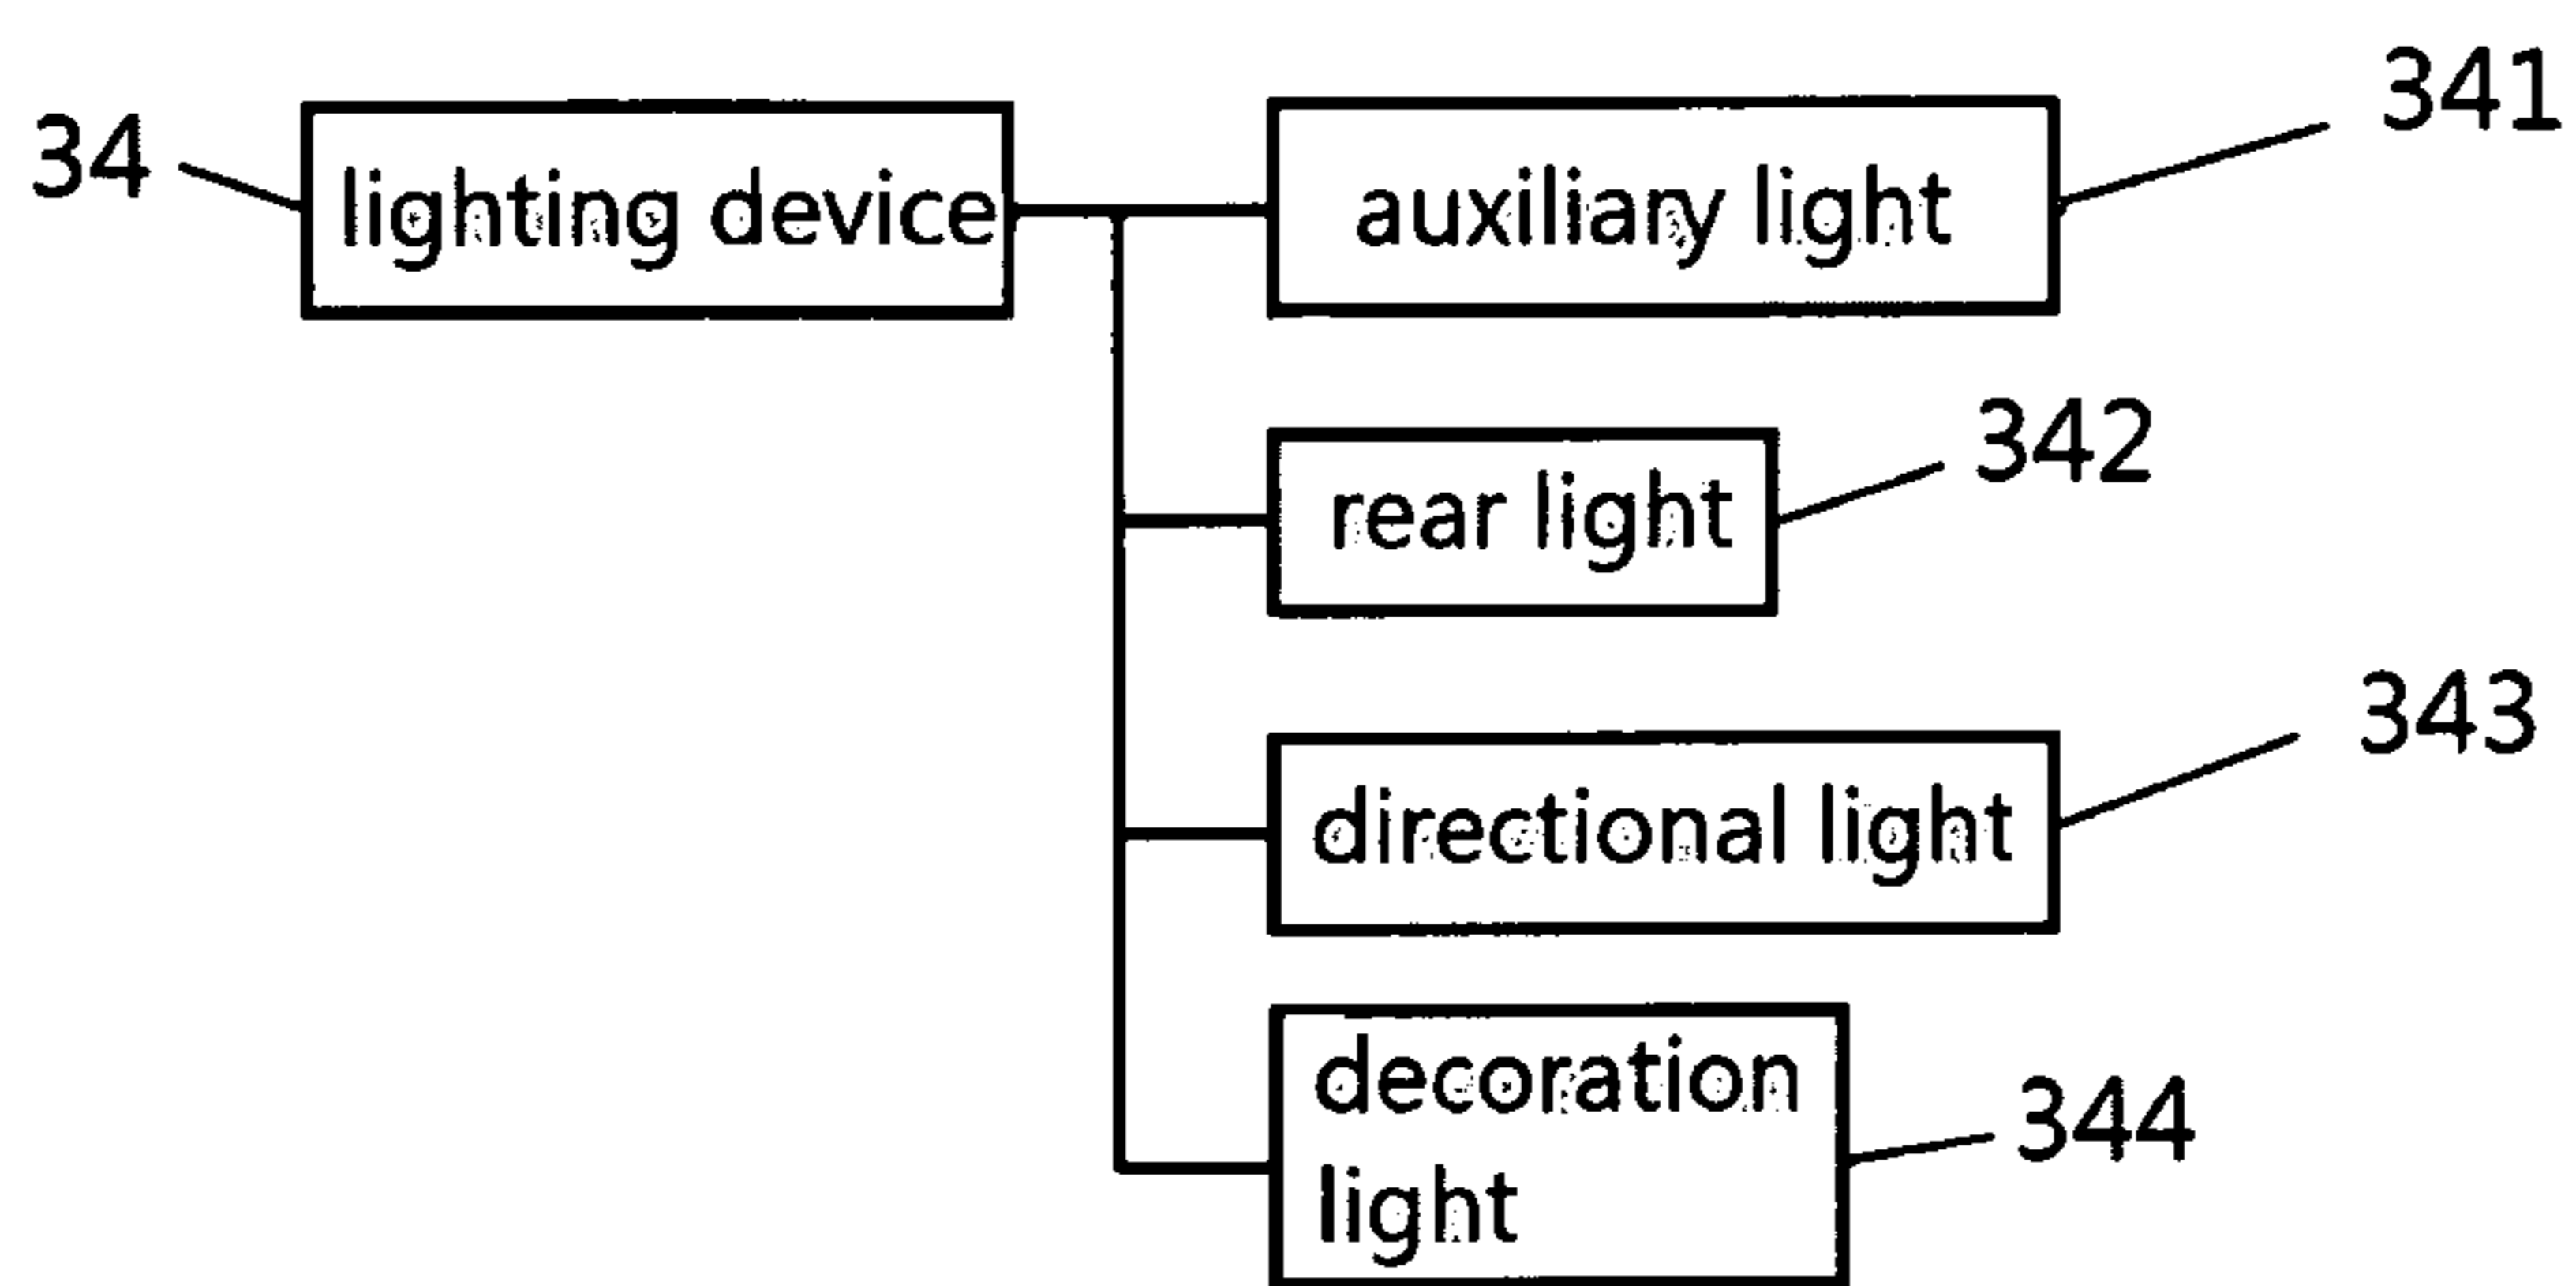 34
lighting device
auxiliary light
341
rear light
342
directional light
343
decoration
light
344